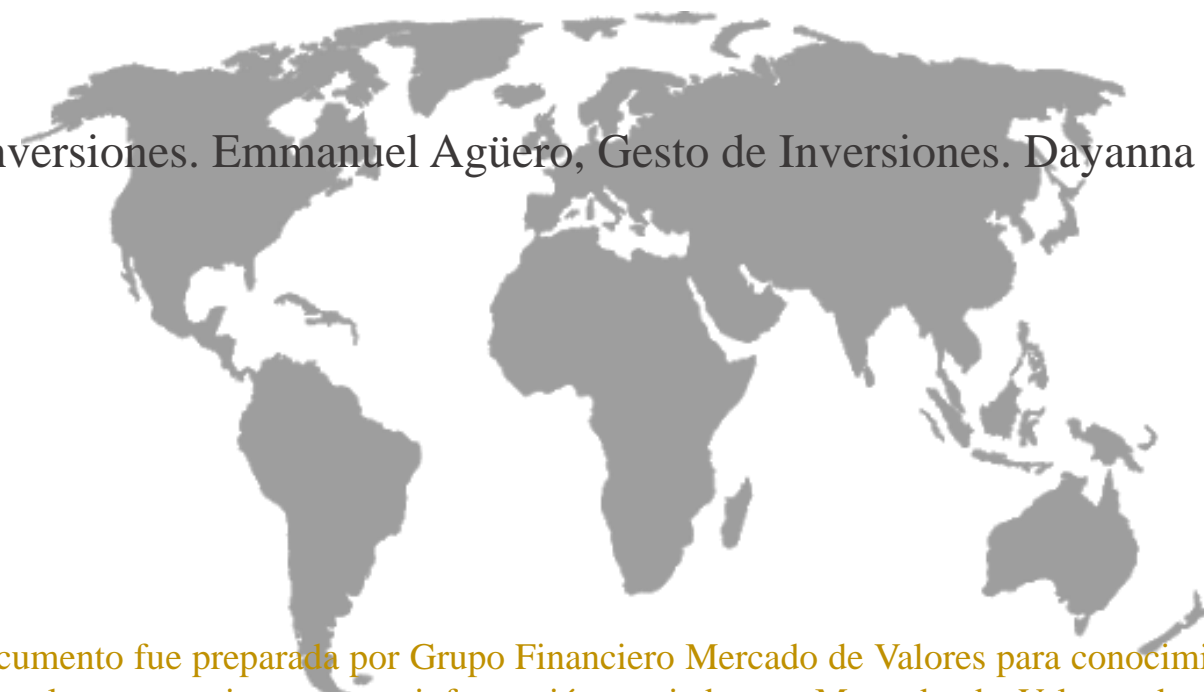 nversiones. Emmanuel Agüero, Gesto de Inversiones. Dayanna
cumento fue preparada por Grupo Financiero Mercado de Valores para conocimi